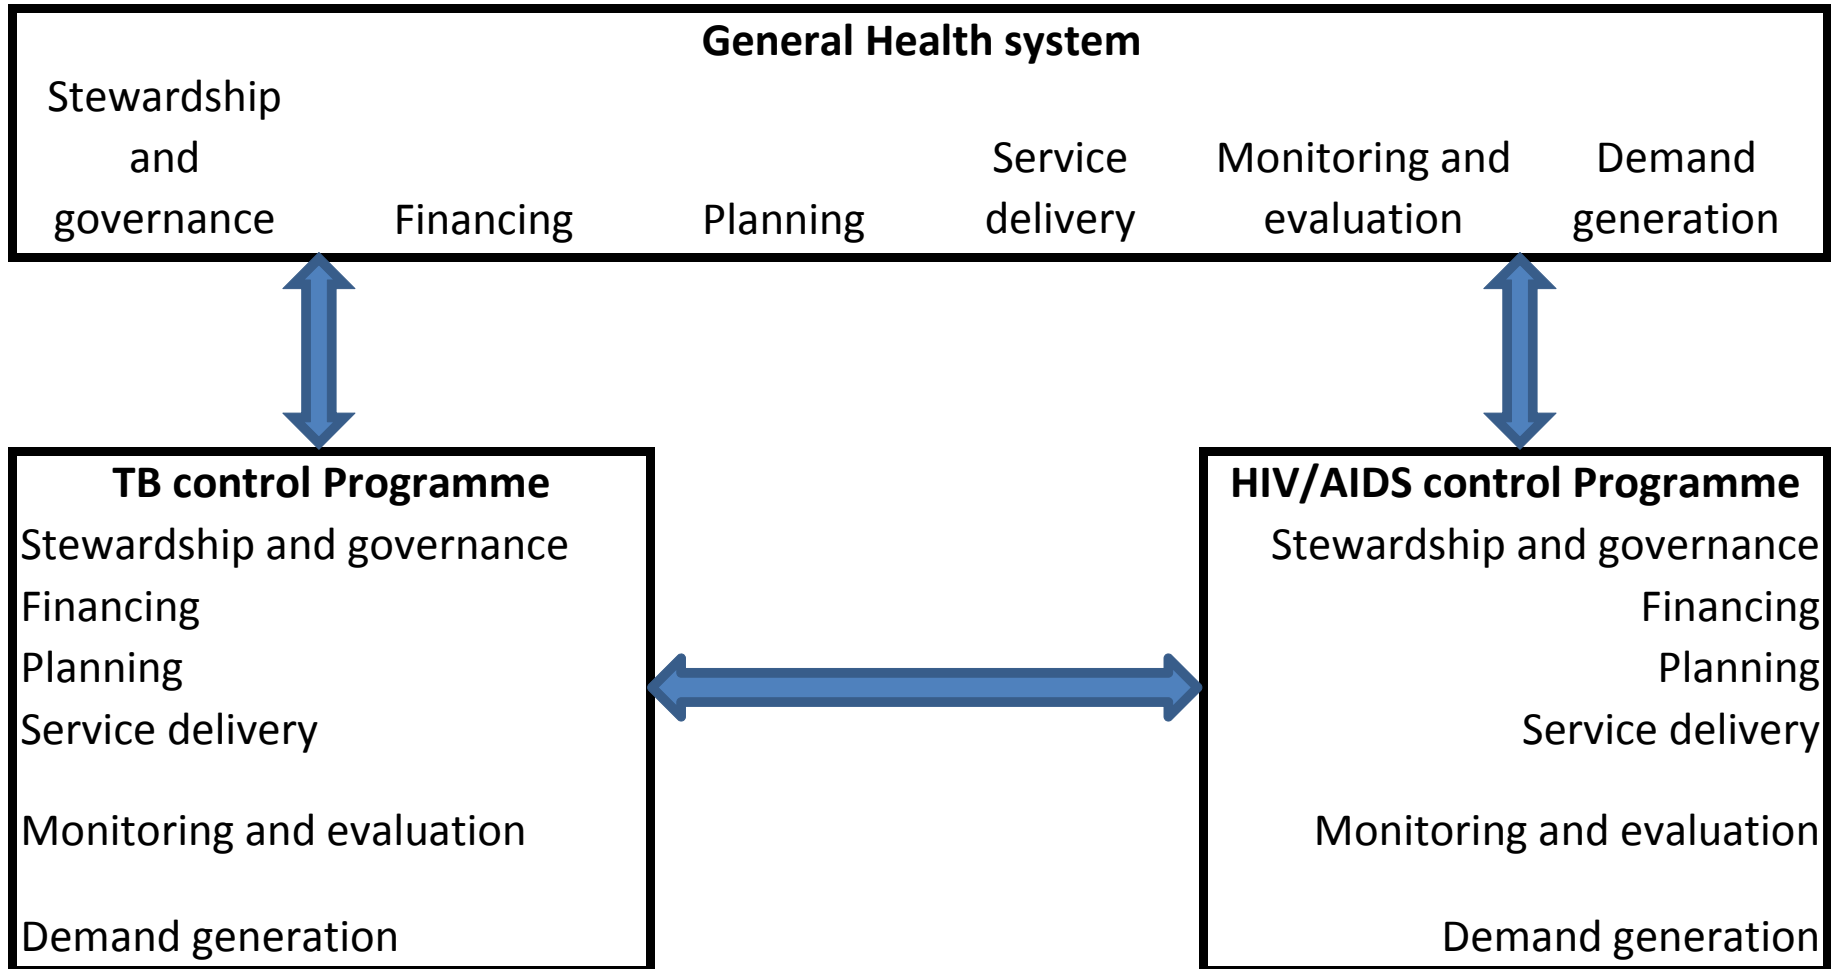 General Health system
Stewardship
and
governance
Financing
Planning
Service
delivery
Monitoring and
evaluation
Demand
generation
TB control Programme
Stewardship and governance
Financing
Planning
Service delivery
Monitoring and evaluation
Demand generation
HIV/AIDS control Programme
Stewardship and governance
Financing
Planning
Service delivery
Monitoring and evaluation
Demand generation